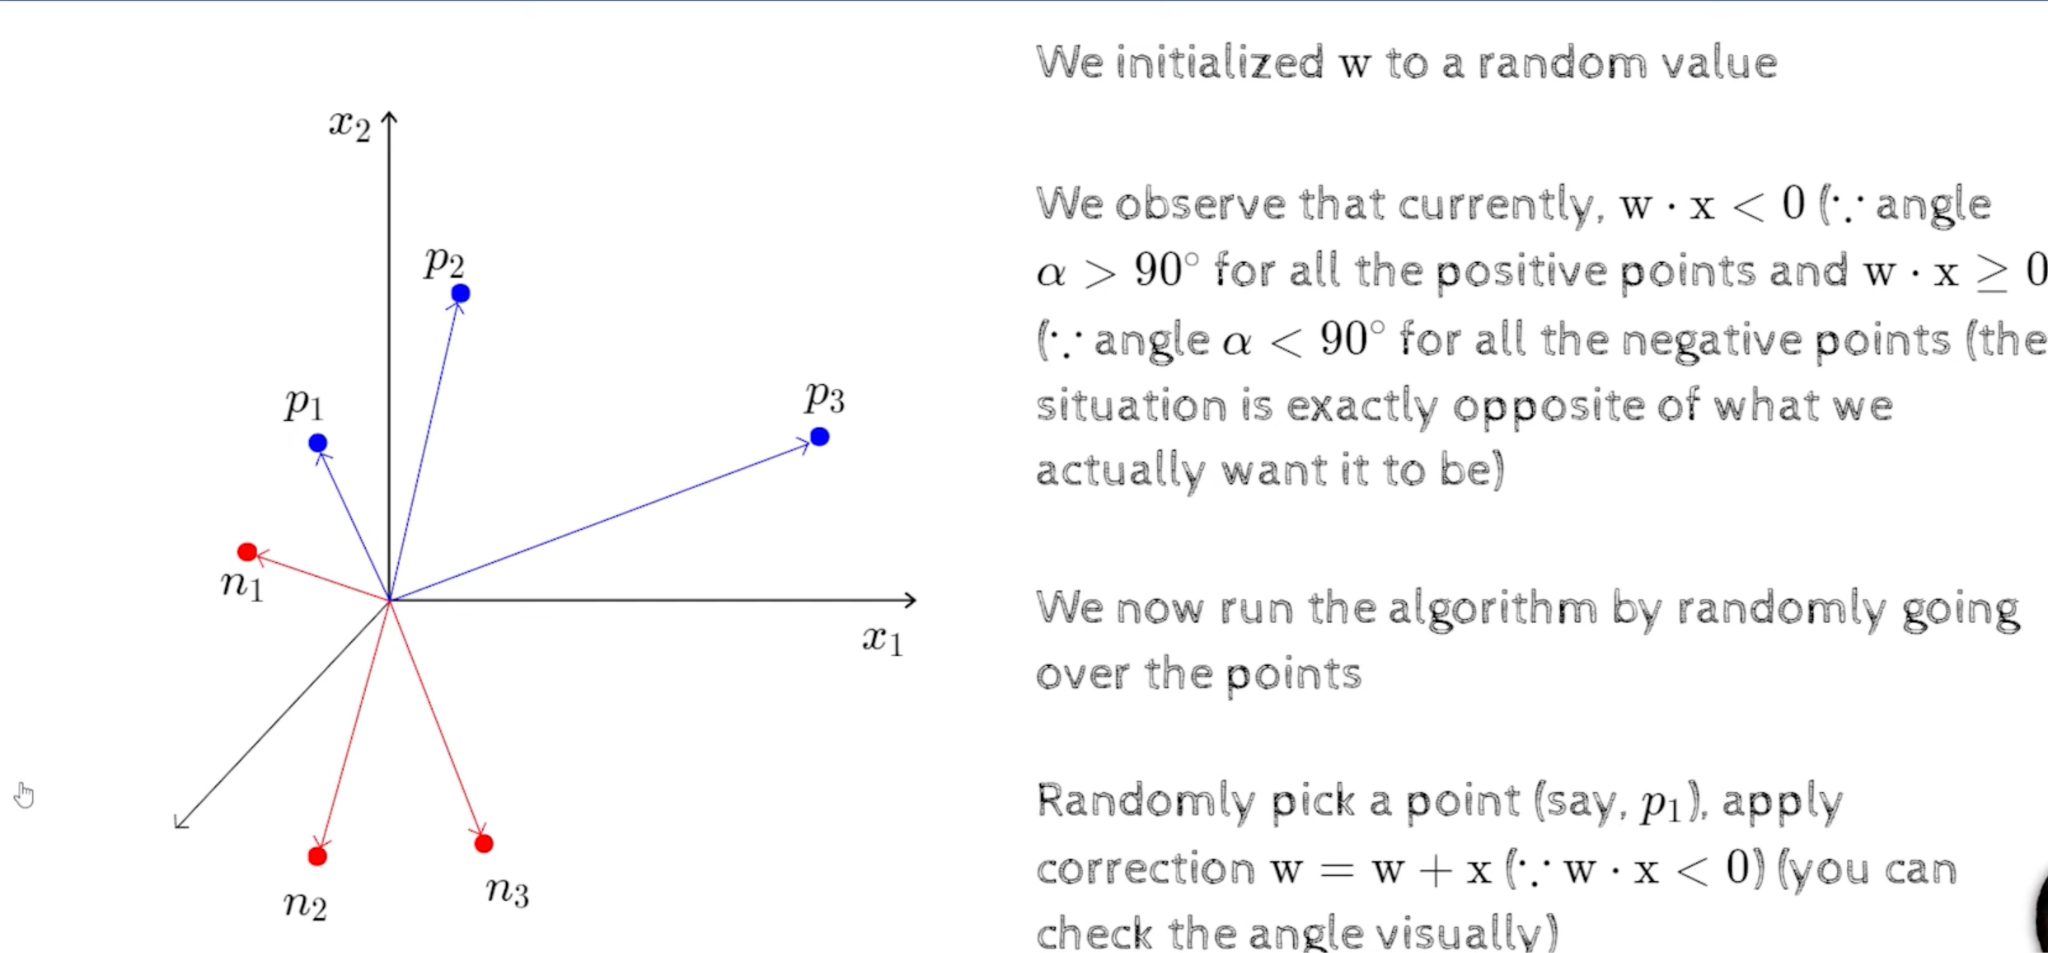 We initialized w to a random value
We observe that currently, w · x < 0 (∵ angle
α > 90° for all the positive points and w · x ≥ 0
(∵ angle α < 90° for all the negative points (the
situation is exactly opposite of what we
actually want it to be)
We now run the algorithm by randomly going
over the points
Randomly pick a point (say, p₁), apply
correction w = w + x (∵ w · x < 0) (you can
check the angle visually)
x₂
p₂
p₁
p₃
n₁
x₁
n₂
n₃